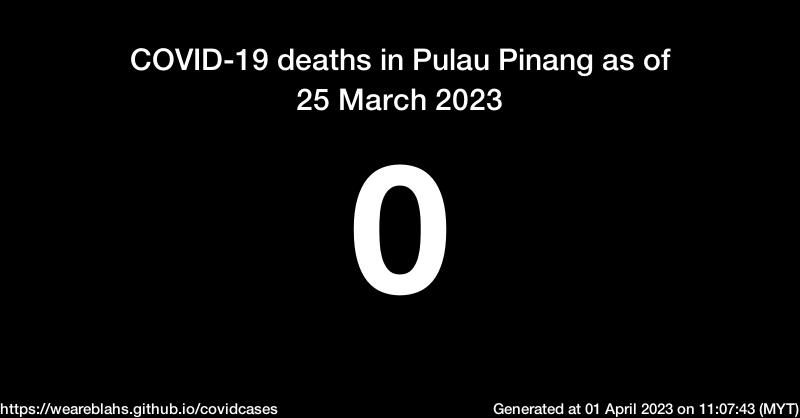 COVID-19 deaths in Pulau Pinang as of
25 March 2023
0
https://weareblahs.github.io/covidcases
Generated at 01 April 2023 on 11:07:43 (MYT)